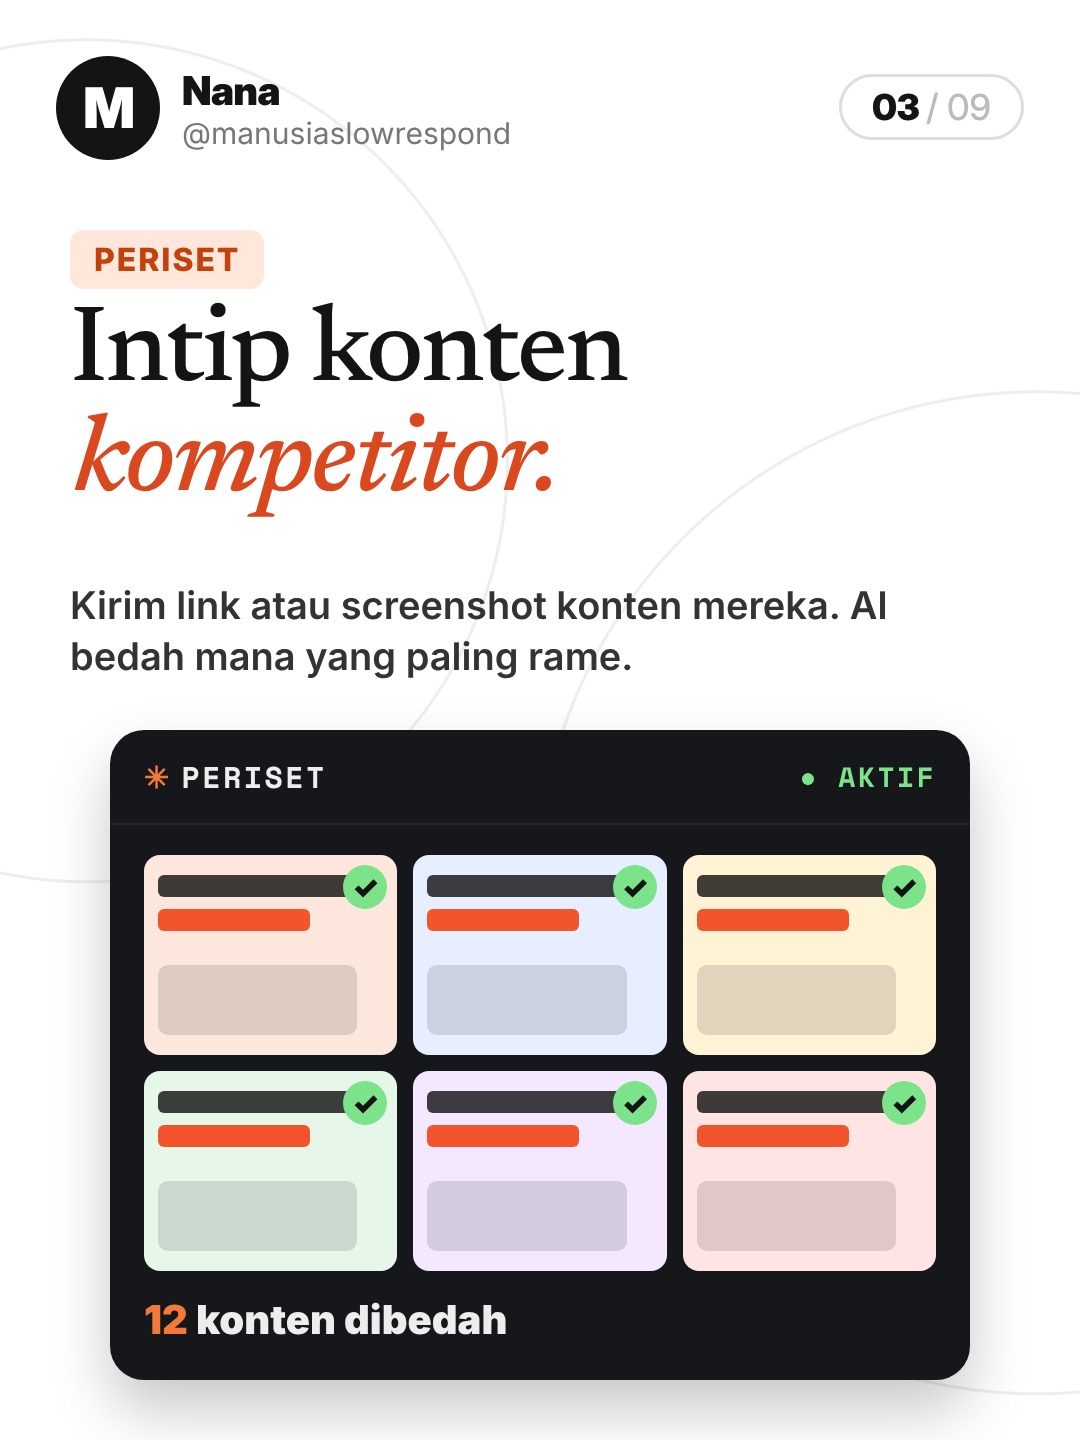 M
Nana
@manusiaslowrespond
03 / 09
PERISET
Intip konten
kompetitor.
Kirim link atau screenshot konten mereka. AI
bedah mana yang paling rame.
PERISET
AKTIF
12 konten dibedah